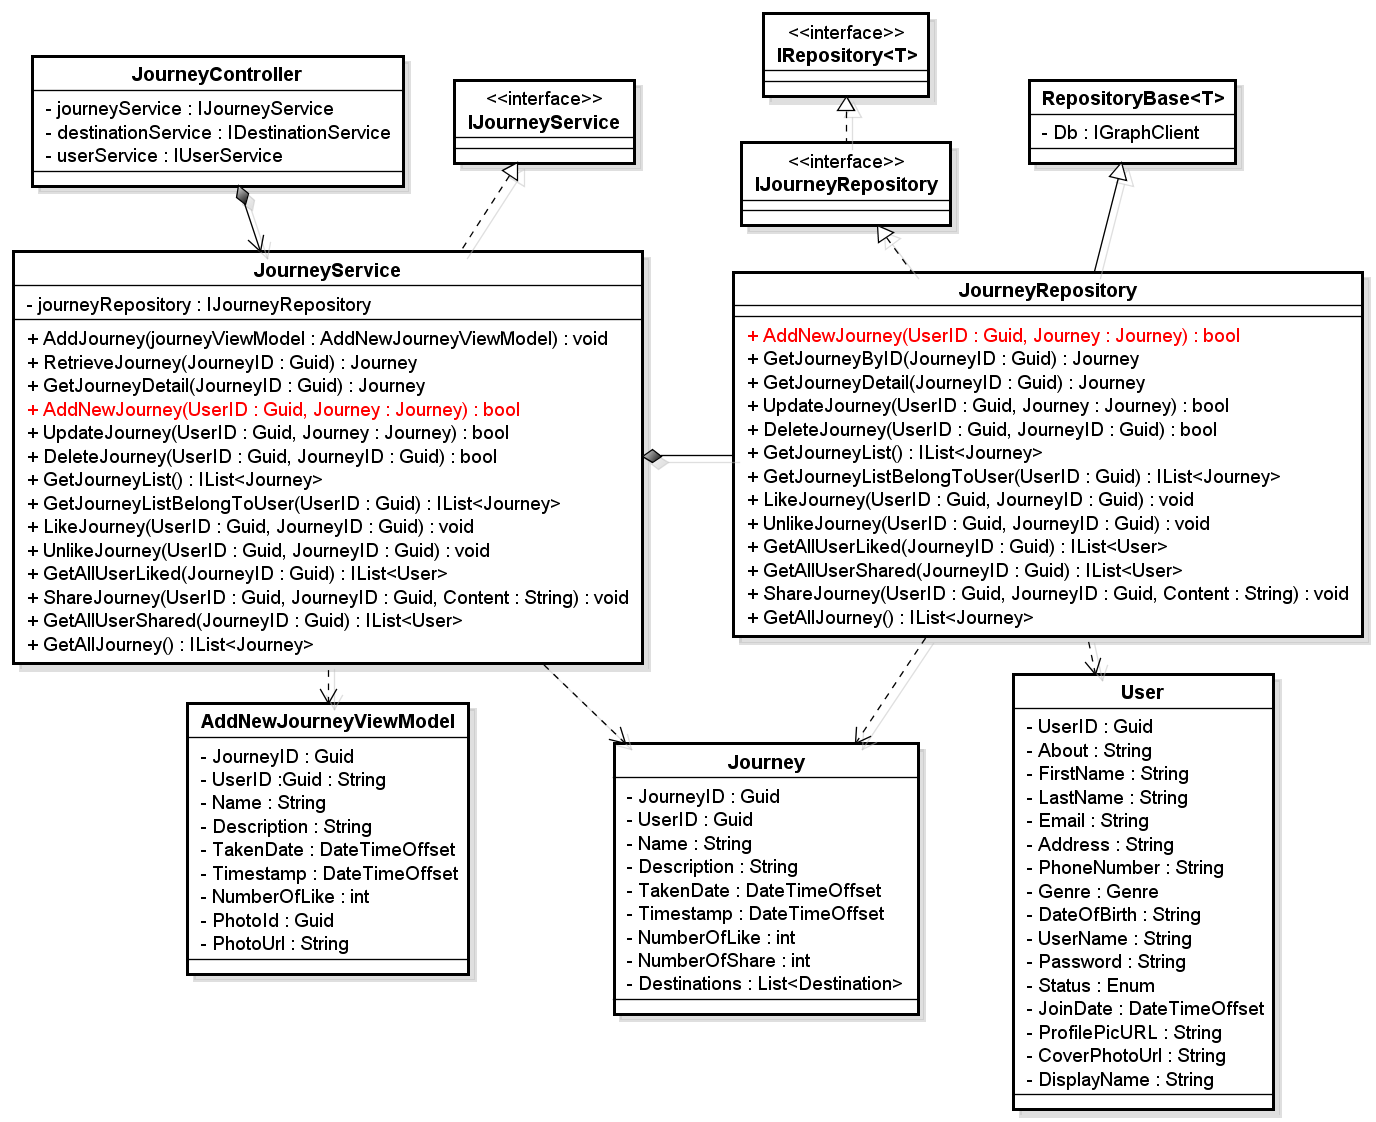 JourneyController
- journeyService : IJourneyService
- destinationService : IDestinationService
- userService : IUserService
<<interface>>
IJourneyService
<<interface>>
IRepository<T>
<<interface>>
IJourneyRepository
RepositoryBase<T>
- Db : IGraphClient
JourneyService
- journeyRepository : IJourneyRepository
+ AddJourney(journeyViewModel : AddNewJourneyViewModel) : void
+ RetrieveJourney(JourneyID : Guid) : Journey
+ GetJourneyDetail(JourneyID : Guid) : Journey
+ AddNewJourney(UserID : Guid, Journey : Journey) : bool
+ UpdateJourney(UserID : Guid, Journey : Journey) : bool
+ DeleteJourney(UserID : Guid, JourneyID : Guid) : bool
+ GetJourneyList() : IList<Journey>
+ GetJourneyListBelongToUser(UserID : Guid) : IList<Journey>
+ LikeJourney(UserID : Guid, JourneyID : Guid) : void
+ UnlikeJourney(UserID : Guid, JourneyID : Guid) : void
+ GetAllUserLiked(JourneyID : Guid) : IList<User>
+ ShareJourney(UserID : Guid, JourneyID : Guid, Content : String) : void
+ GetAllUserShared(JourneyID : Guid) : IList<User>
+ GetAllJourney() : IList<Journey>
JourneyRepository
+ AddNewJourney(UserID : Guid, Journey : Journey) : bool
+ GetJourneyByID(JourneyID : Guid) : Journey
+ GetJourneyDetail(JourneyID : Guid) : Journey
+ UpdateJourney(UserID : Guid, Journey : Journey) : bool
+ DeleteJourney(UserID : Guid, JourneyID : Guid) : bool
+ GetJourneyList() : IList<Journey>
+ GetJourneyListBelongToUser(UserID : Guid) : IList<Journey>
+ LikeJourney(UserID : Guid, JourneyID : Guid) : void
+ UnlikeJourney(UserID : Guid, JourneyID : Guid) : void
+ GetAllUserLiked(JourneyID : Guid) : IList<User>
+ GetAllUserShared(JourneyID : Guid) : IList<User>
+ ShareJourney(UserID : Guid, JourneyID : Guid, Content : String) : void
+ GetAllJourney() : IList<Journey>
AddNewJourneyViewModel
- JourneyID : Guid
- UserID :Guid : String
- Name : String
- Description : String
- TakenDate : DateTimeOffset
- Timestamp : DateTimeOffset
- NumberOfLike : int
- PhotoId : Guid
- PhotoUrl : String
Journey
- JourneyID : Guid
- UserID : Guid
- Name : String
- Description : String
- TakenDate : DateTimeOffset
- Timestamp : DateTimeOffset
- NumberOfLike : int
- NumberOfShare : int
- Destinations : List<Destination>
User
- UserID : Guid
- About : String
- FirstName : String
- LastName : String
- Email : String
- Address : String
- PhoneNumber : String
- Genre : Genre
- DateOfBirth : String
- UserName : String
- Password : String
- Status : Enum
- JoinDate : DateTimeOffset
- ProfilePicURL : String
- CoverPhotoUrl : String
- DisplayName : String